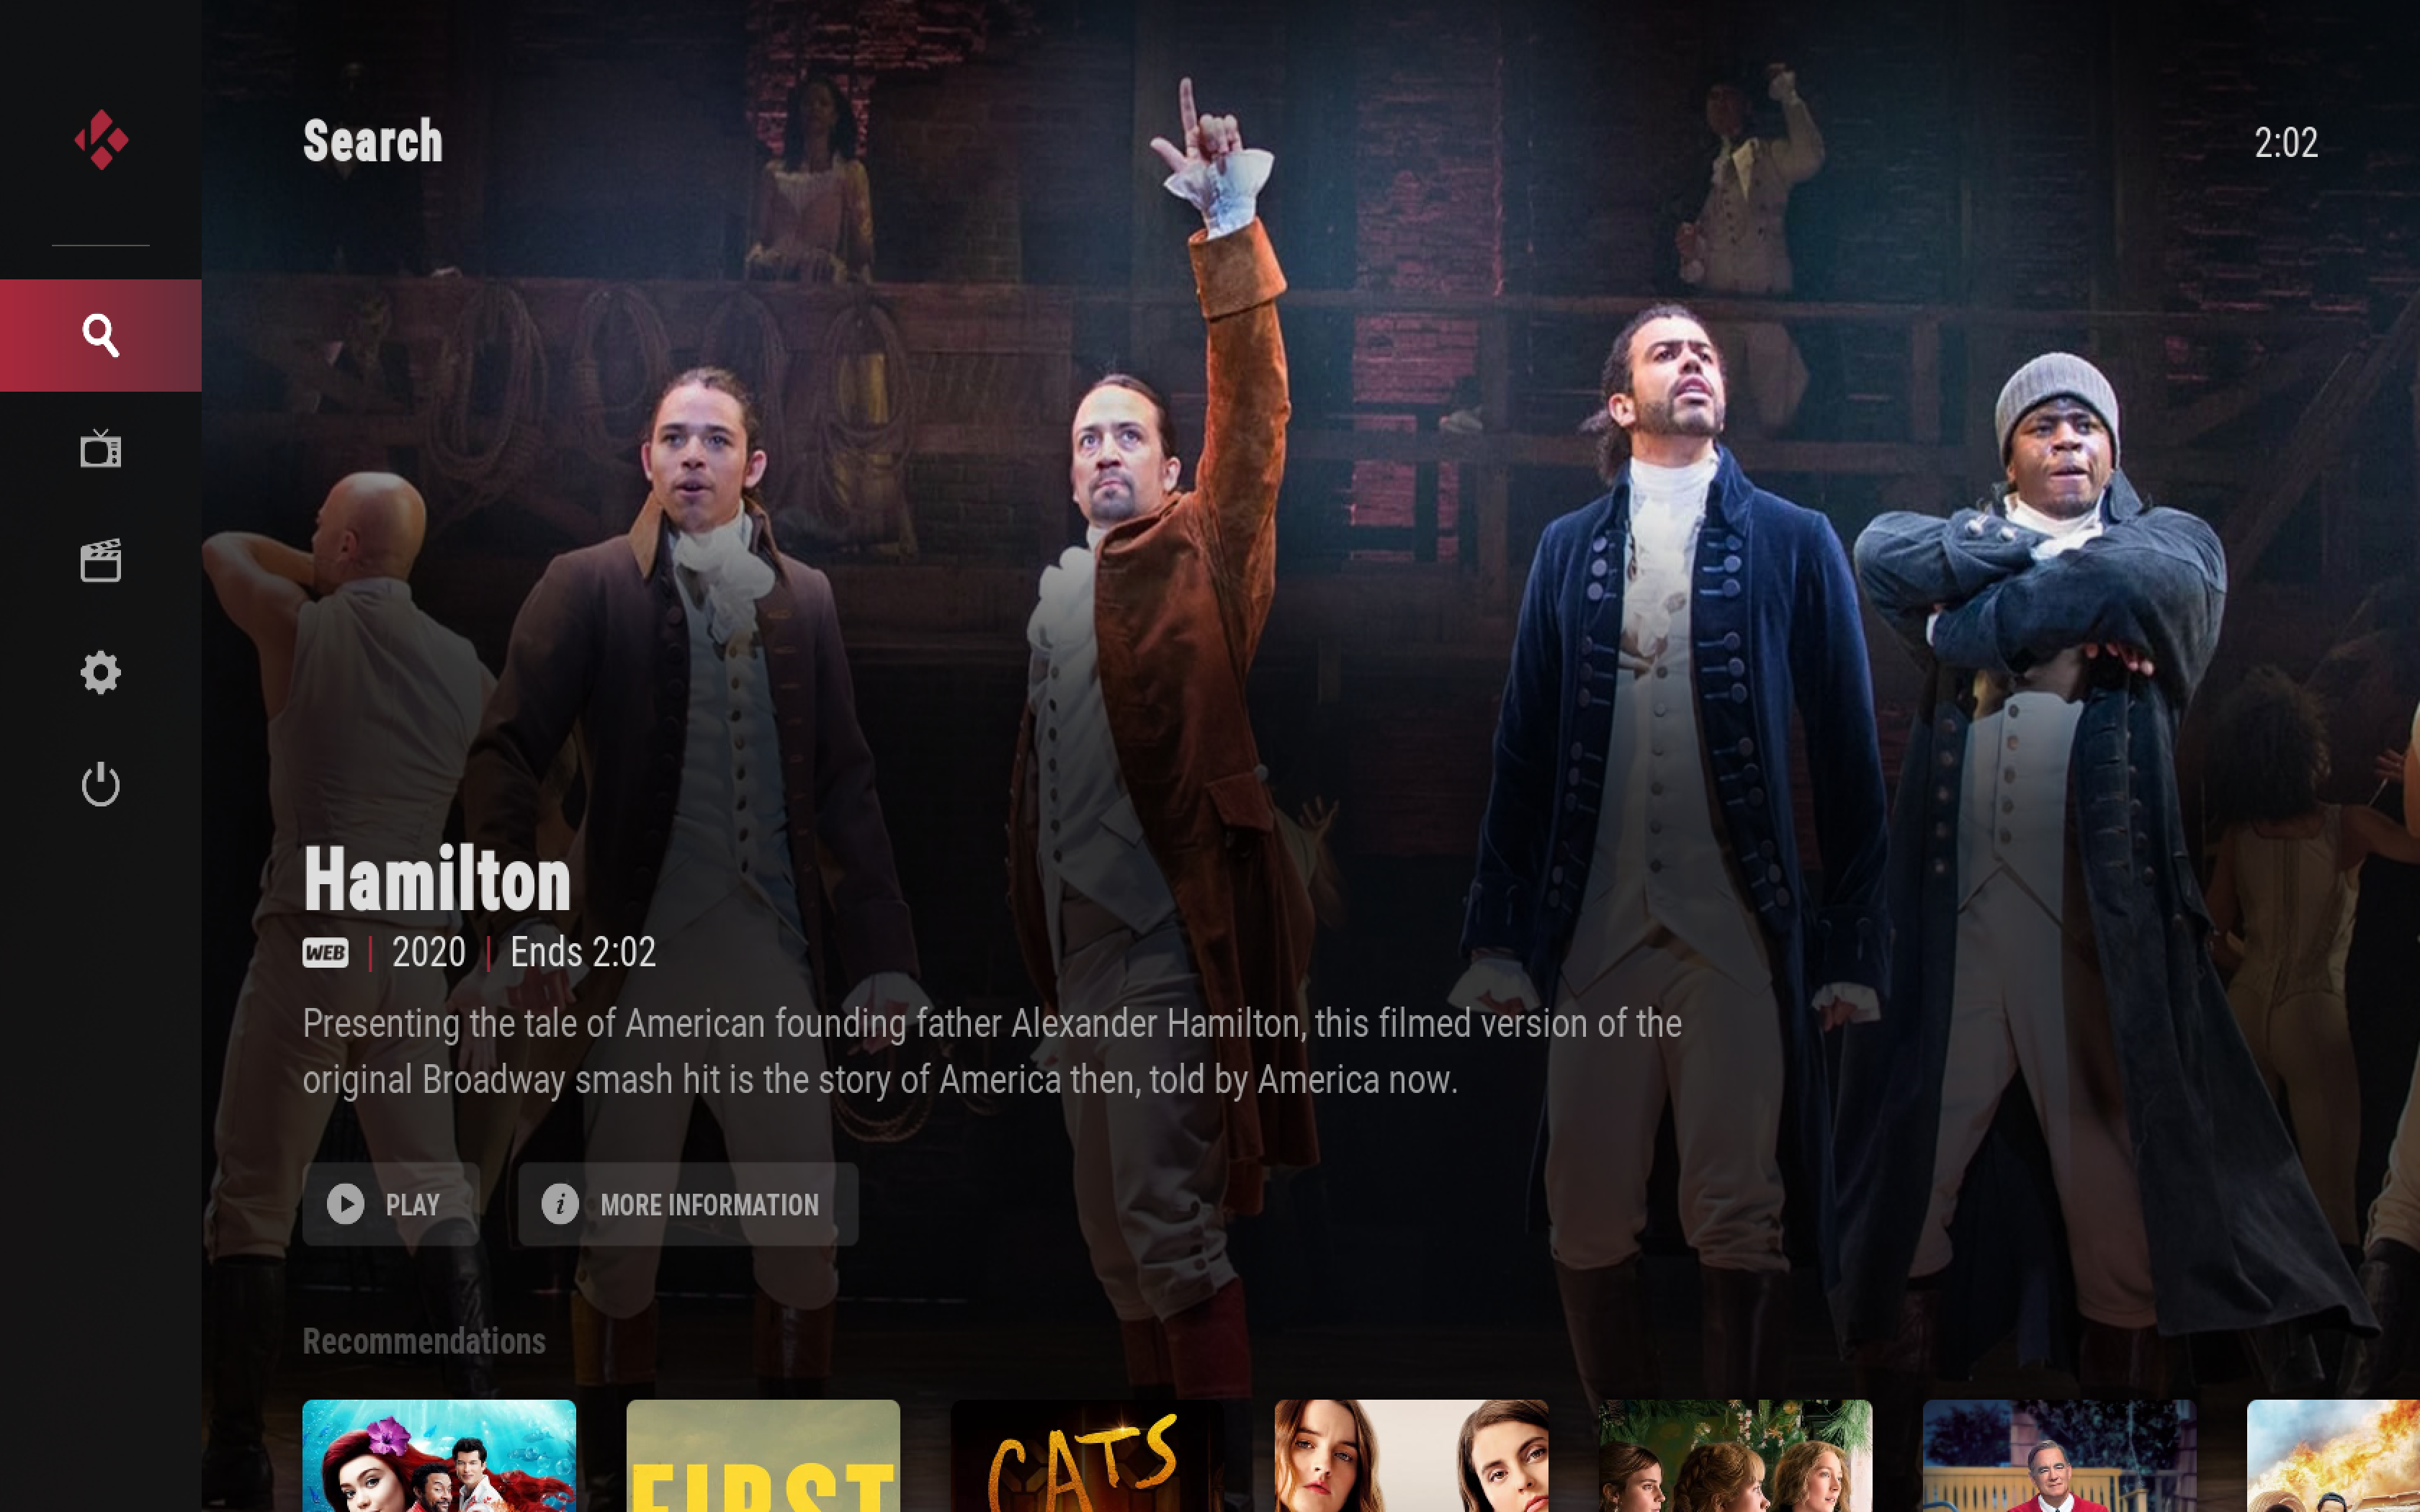 Search
2:02
Hamilton
WEB | 2020 | Ends 2:02
Presenting the tale of American founding father Alexander Hamilton, this filmed version of the
original Broadway smash hit is the story of America then, told by America now.
PLAY
MORE INFORMATION
Recommendations
FIRST
CATS